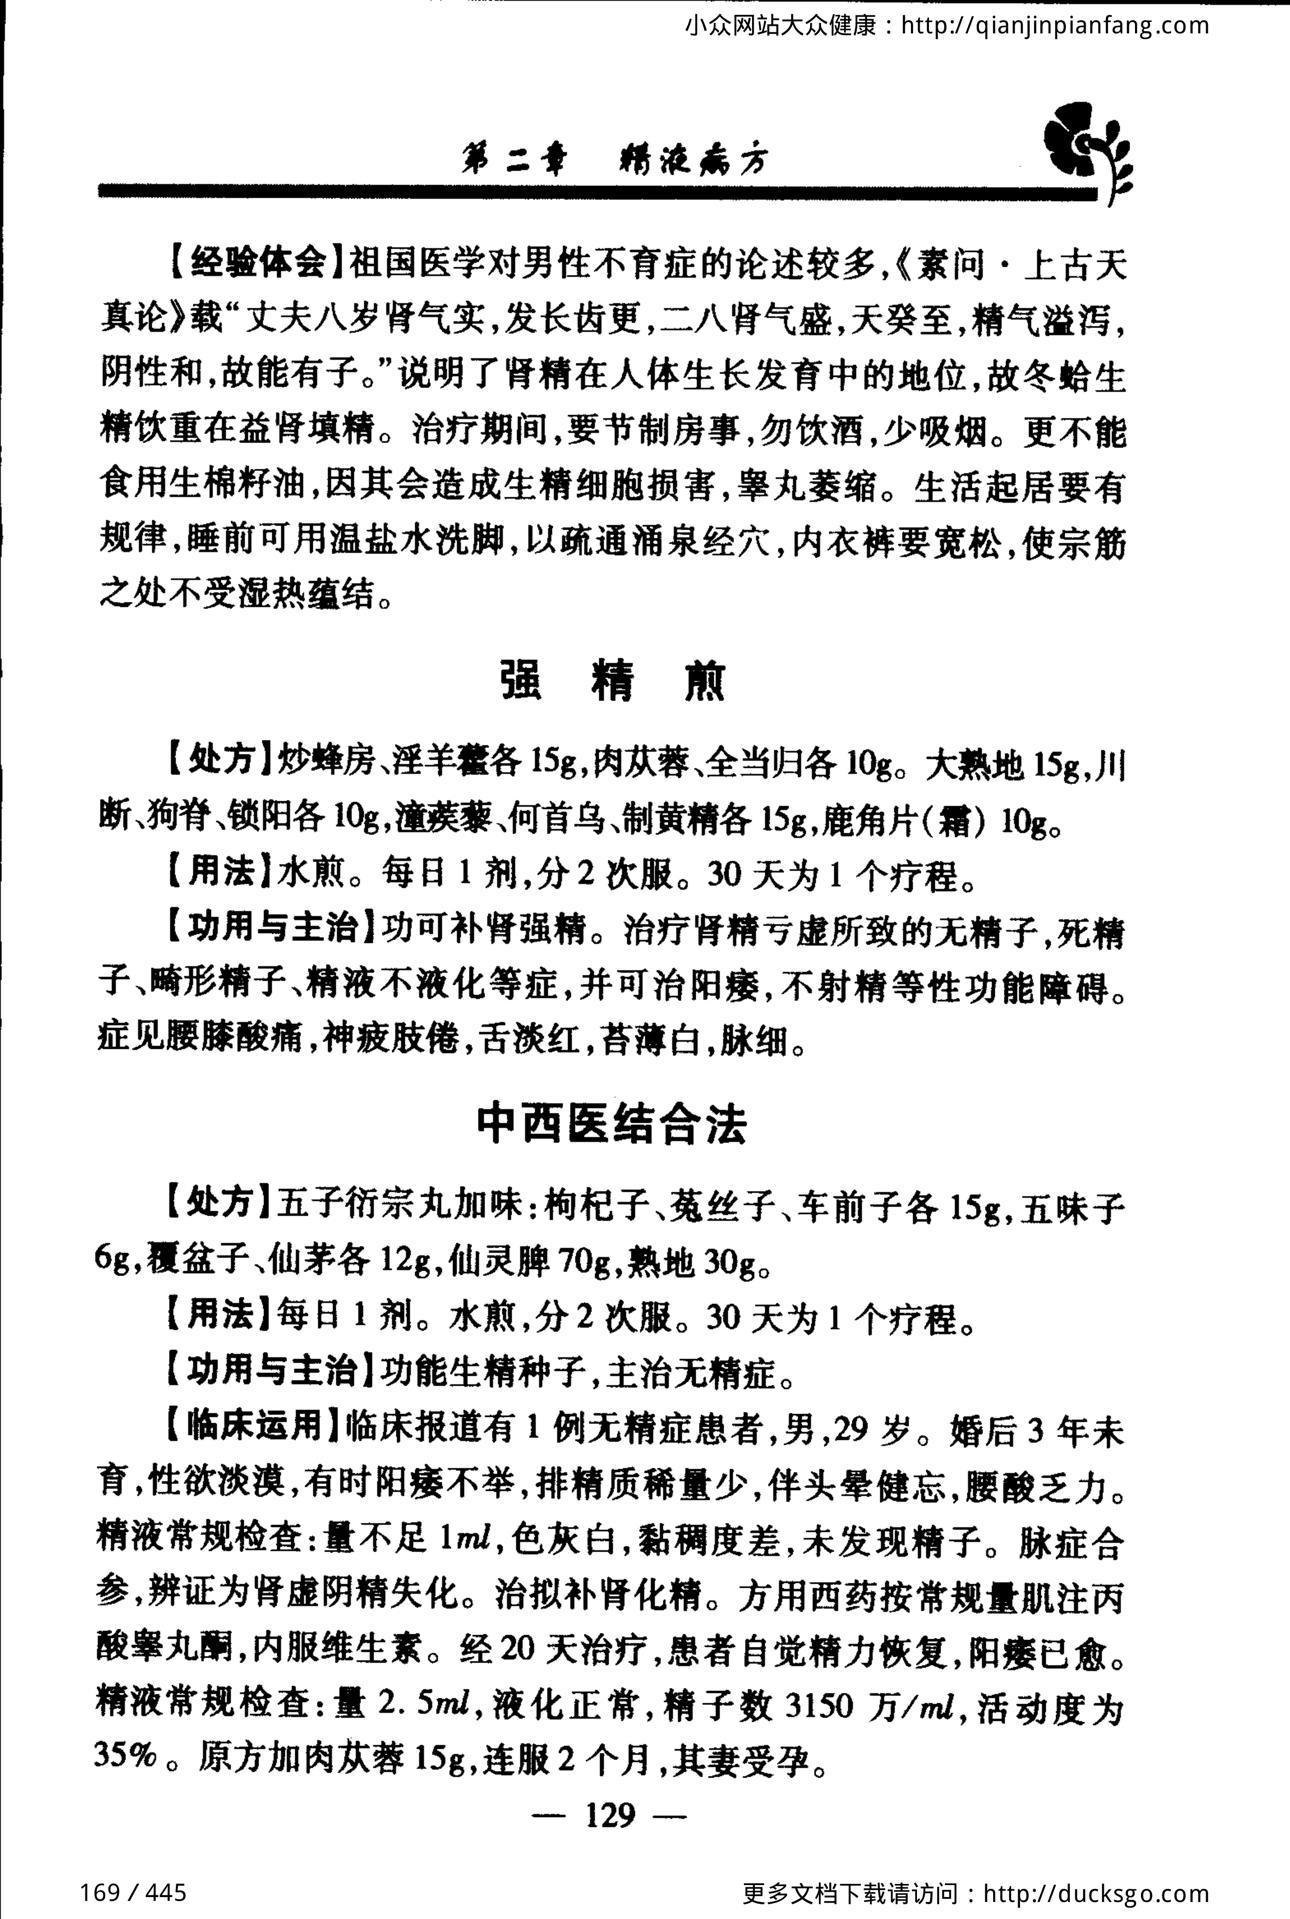 小众网站大众健康：http://qianjinpianfang.com
第二章 精液病方
【经验体会】祖国医学对男性不育症的论述较多,《素问·上古天
真论》载“丈夫八岁肾气实,发长齿更,二八肾气盛,天癸至,精气溢泻,
阴性和,故能有子。”说明了肾精在人体生长发育中的地位,故冬蛤生
精饮重在益肾填精。治疗期间,要节制房事,勿饮酒,少吸烟。更不能
食用生棉籽油,因其会造成生精细胞损害,睾丸萎缩。生活起居要有
规律,睡前可用温盐水洗脚,以疏通涌泉经穴,内衣裤要宽松,使宗筋
之处不受湿热蕴结。
强 精 煎
【处方】炒蜂房、淫羊藿各15g,肉苁蓉、全当归各10g。大熟地15g,川
断、狗脊、锁阳各10g,潼蒺藜、何首乌、制黄精各15g,鹿角片(霜) 10g。
【用法】水煎。每日1剂,分2次服。30天为1个疗程。
【功用与主治】功可补肾强精。治疗肾精亏虚所致的无精子,死精
子、畸形精子、精液不液化等症,并可治阳痿,不射精等性功能障碍。
症见腰膝酸痛,神疲肢倦,舌淡红,苔薄白,脉细。
中西医结合法
【处方】五子衍宗丸加味:枸杞子、菟丝子、车前子各15g,五味子
6g,覆盆子、仙茅各12g,仙灵脾70g,熟地30g。
【用法】每日1剂。水煎,分2次服。30天为1个疗程。
【功用与主治】功能生精种子,主治无精症。
【临床运用】临床报道有1例无精症患者,男,29岁。婚后3年未
育,性欲淡漠,有时阳痿不举,排精质稀量少,伴头晕健忘,腰酸乏力。
精液常规检查:量不足1ml,色灰白,黏稠度差,未发现精子。脉症合
参,辨证为肾虚阴精失化。治拟补肾化精。方用西药按常规量肌注丙
酸睾丸酮,内服维生素。经20天治疗,患者自觉精力恢复,阳痿已愈。
精液常规检查:量2.5ml,液化正常,精子数3150万/ml,活动度为
35%。原方加肉苁蓉15g,连服2个月,其妻受孕。
— 129 —
169 / 445
更多文档下载请访问：http://ducksgo.com